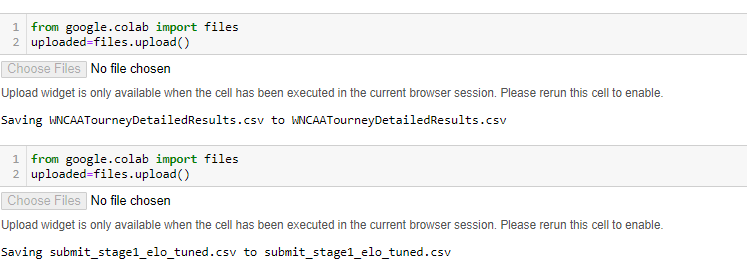 1 from google.colab import files
2 uploaded=files.upload()
Choose Files No file chosen
Upload widget is only available when the cell has been executed in the current browser session. Please rerun this cell to enable.
Saving WNCAATourneyDetailedResults.csv to WNCAATourneyDetailedResults.csv
1 from google.colab import files
2 uploaded=files.upload()
Choose Files No file chosen
Upload widget is only available when the cell has been executed in the current browser session. Please rerun this cell to enable.
Saving submit_stage1_elo_tuned.csv to submit_stage1_elo_tuned.csv